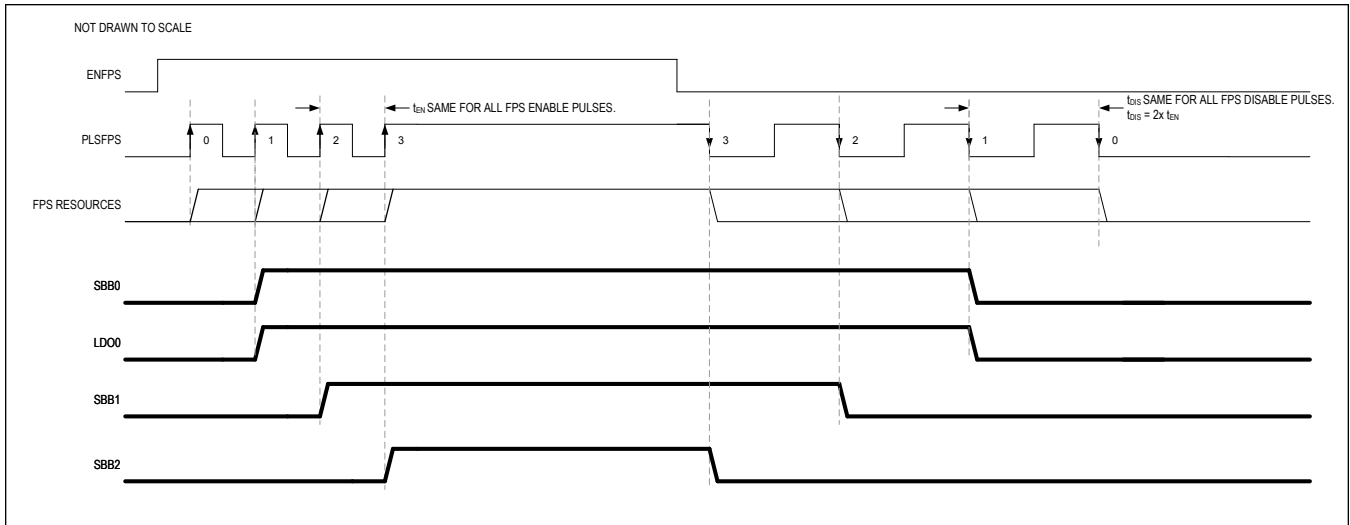 NOT DRAWN TO SCALE
ENFPS
tEN SAME FOR ALL FPS ENABLE PULSES.
tDIS SAME FOR ALL FPS DISABLE PULSES.
tDIS = 2x tEN
PLSFPS
0 1 2 3 3 2 1 0
FPS RESOURCES
SBB0
LDO0
SBB1
SBB2